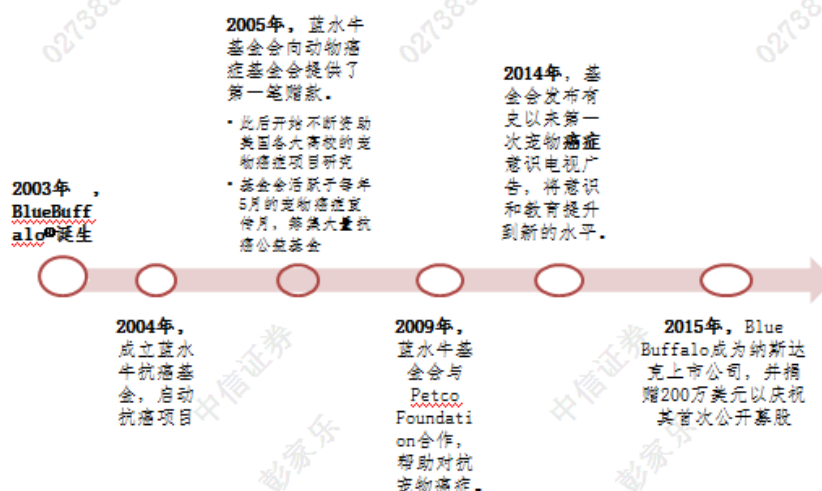 2003年 ，
BlueBuff
alo®诞生
2004年，
成立蓝水
牛抗癌基
金，启动
抗癌项目
2005年，蓝水牛
基金会向动物癌
症基金会提供了
第一笔赠款。
▪ 此后开始不断资助
美国各大高校的宠
物癌症项目研究
▪ 基金会活跃于每年
5月的宠物癌症宣
传月，筹集大量抗
癌公益基金
2009年，
蓝水牛基
金会与
Petco
Foundati
on合作，
帮助对抗
宠物癌症。
2014年，基
金会发布有
史以来第一
次宠物癌症
意识电视广
告，将意识
和教育提升
到新的水平。
2015年，Blue
Buffalo成为纳斯达
克上市公司，并捐
赠200万美元以庆祝
其首次公开募股
中信证券
彭家乐
中信证券
彭家乐